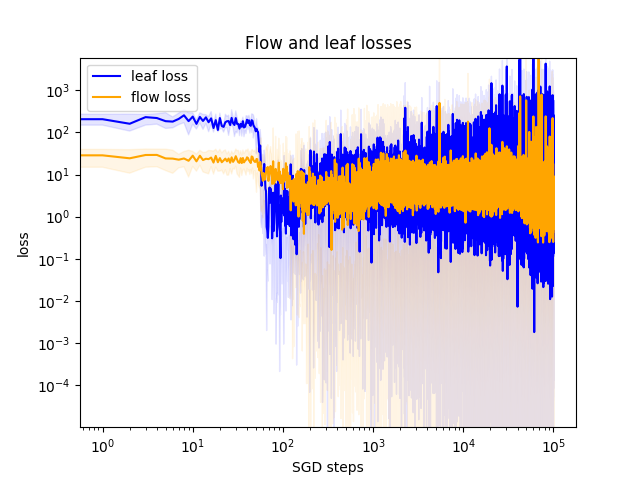 Flow and leaf losses
leaf loss
flow loss
loss
10³
10²
10¹
10⁰
10⁻¹
10⁻²
10⁻³
10⁻⁴
10⁰ 10¹ 10² 10³ 10⁴ 10⁵
SGD steps